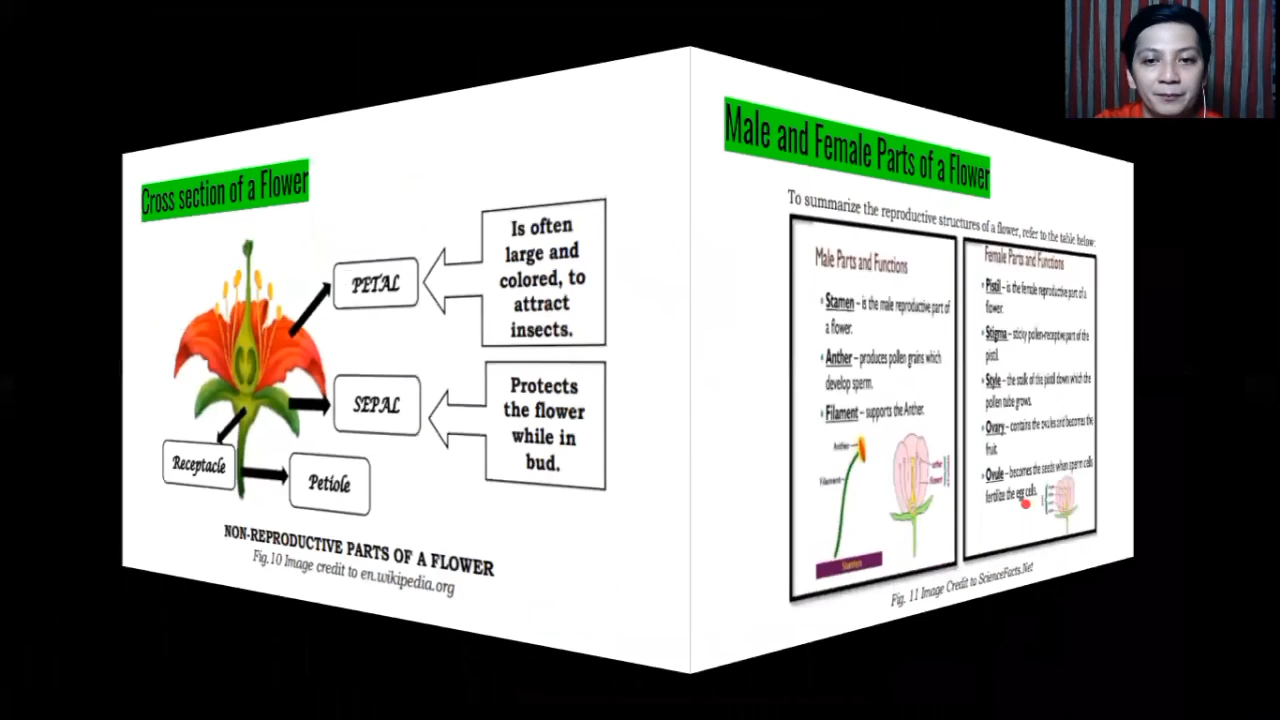 Cross section of a Flower
PETAL
Is often
large and
colored, to
attract
insects.
SEPAL
Protects
the flower
while in
bud.
Receptacle
Petiole
NON-REPRODUCTIVE PARTS OF A FLOWER
Fig.10 Image credit to en.wikipedia.org
Male and Female Parts of a Flower
To summarize the reproductive structures of a flower, refer to the table below:
Male Parts and Functions
• Stamen – is the male reproductive part of
a flower.
• Anther – produces pollen grains which
develop sperm.
• Filament – supports the Anther.
Anther
Filament
Stamen
Female Parts and Functions
• Pistil – is the female reproductive part of a
flower.
• Stigma – sticky pollen-receptive part of the
pistil
• Style – the stalk of the pistil down which the
pollen tube grows.
• Ovary – contains the ovules and becomes the
fruit.
• Ovule – becomes the seeds when sperm cells
fertilize the egg cells.
Fig. 11 Image Credit to ScienceFacts.Net